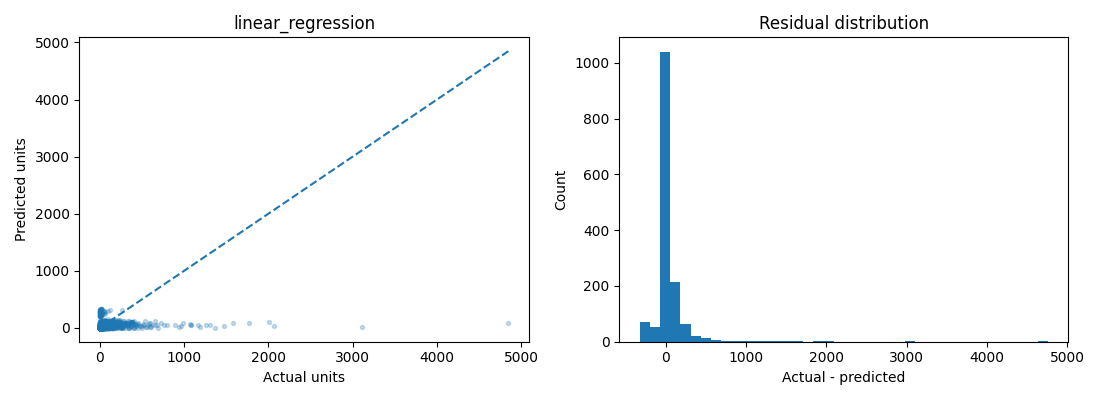 linear_regression
5000
4000
3000
2000
1000
0
Predicted units
0 1000 2000 3000 4000 5000
Actual units
Residual distribution
1000
800
600
400
200
0
Count
0 1000 2000 3000 4000 5000
Actual - predicted